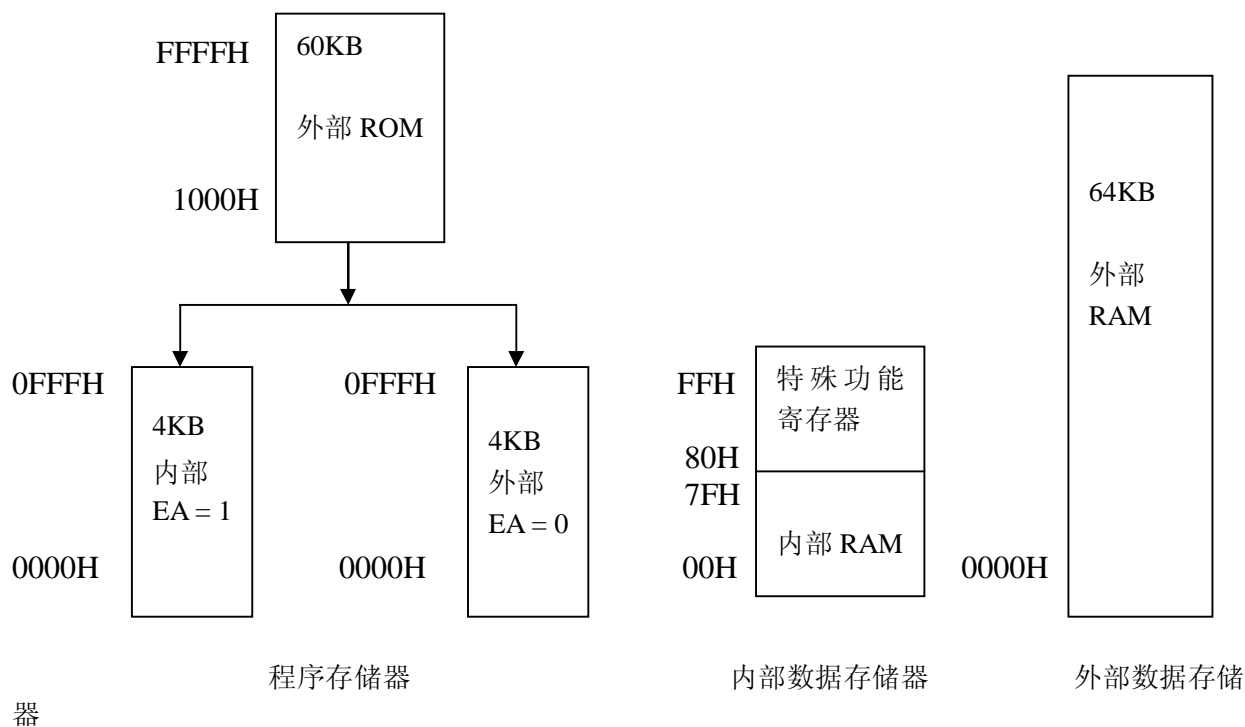 FFFFH
60KB
外部 ROM
1000H
0FFFH
4KB
内部
EA = 1
0000H
0FFFH
4KB
外部
EA = 0
0000H
FFH
特殊功能
寄存器
80H
7FH
内部 RAM
00H
64KB
外部
RAM
0000H
程序存储器
内部数据存储器
外部数据存储
器